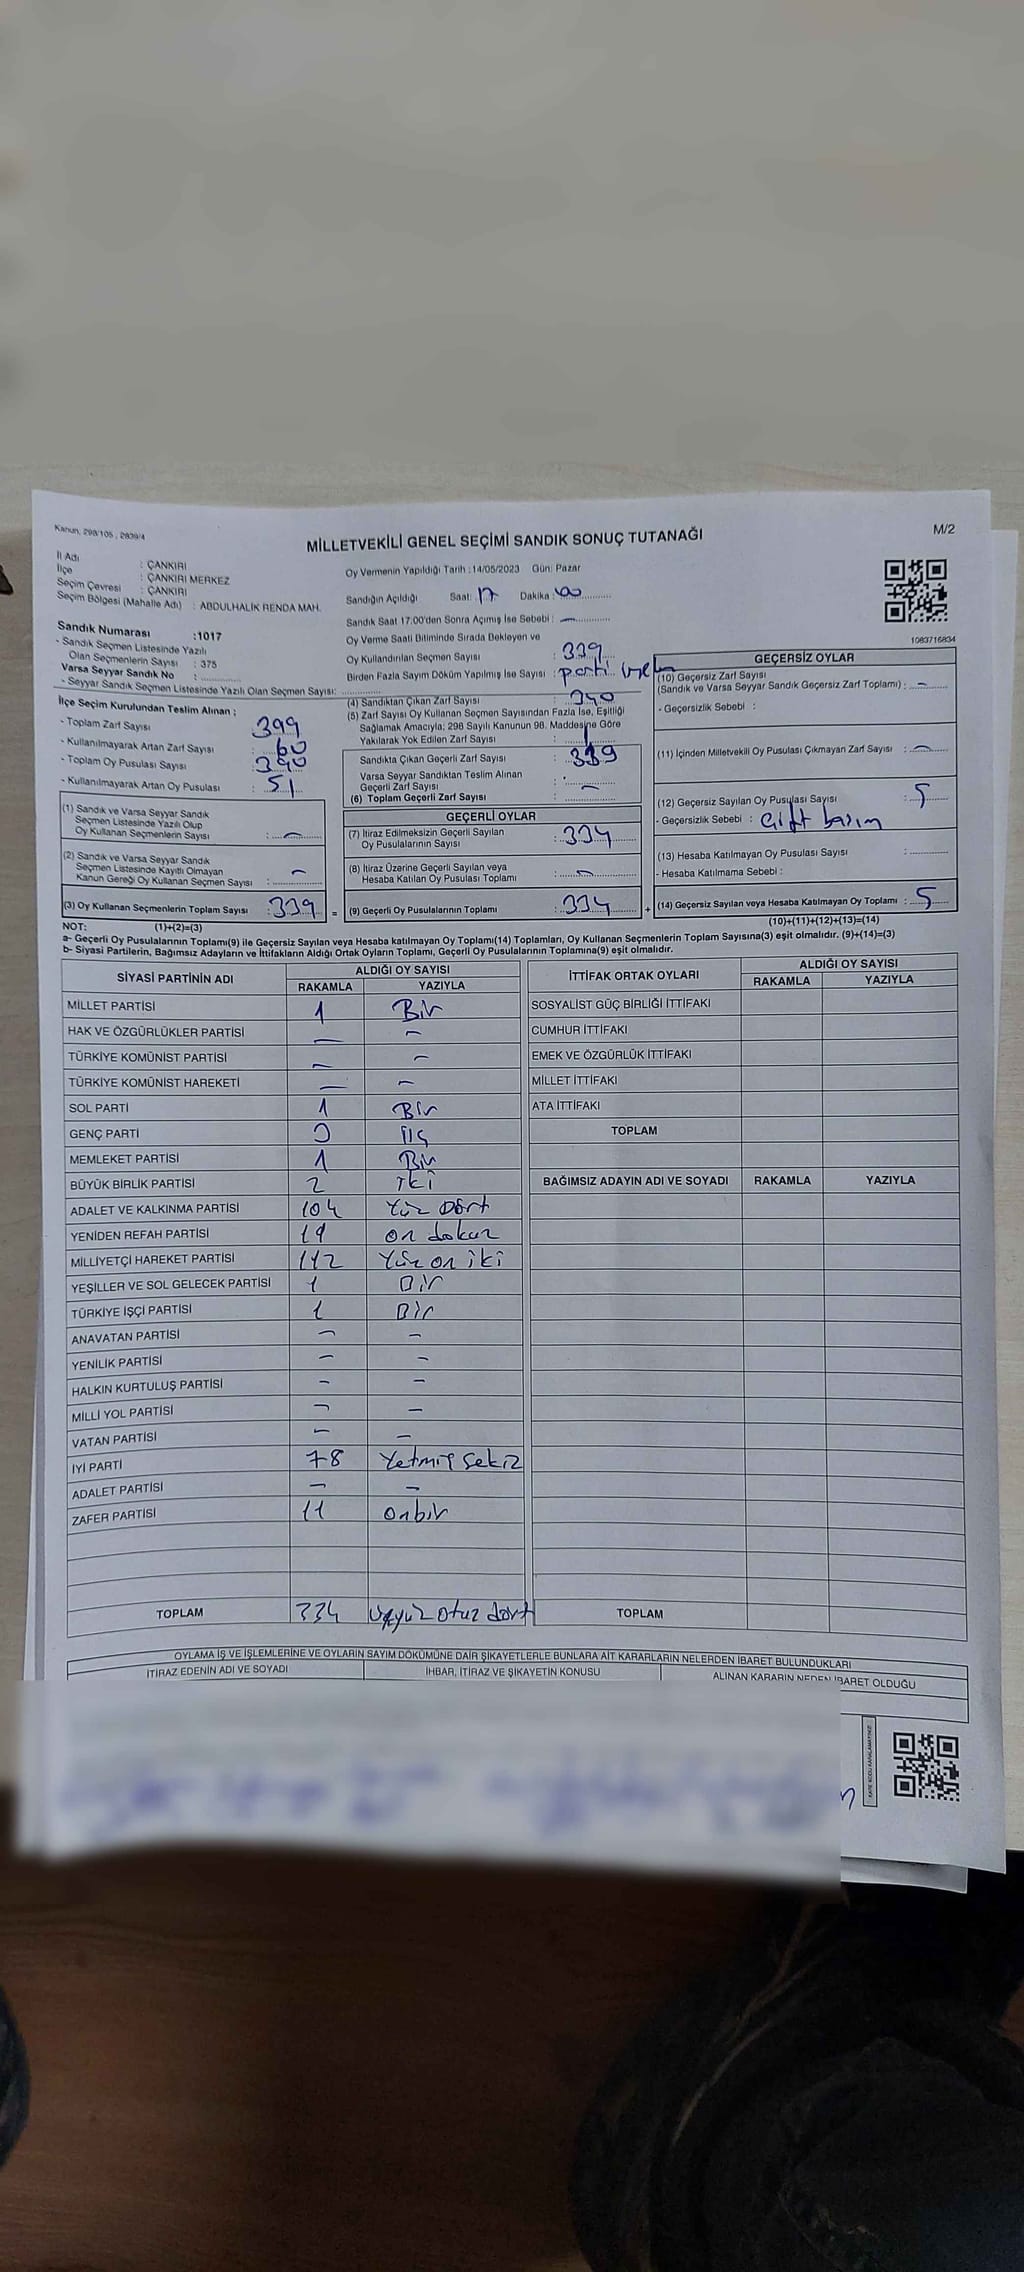 Kanun, 298/105 , 2839/4
MİLLETVEKİLİ GENEL SEÇİMİ SANDIK SONUÇ TUTANAĞI
M/2
İl Adı : ÇANKIRI
İlçe : ÇANKIRI MERKEZ
Seçim Çevresi : ÇANKIRI
Seçim Bölgesi (Mahalle Adı) : ABDULHALİK RENDA MAH.
Oy Vermenin Yapıldığı Tarih : 14/05/2023 Gün: Pazar
Sandığın Açıldığı Saat: 17 Dakika : 00
Sandık Saat 17.00'den Sonra Açımış İse Sebebi : —
Oy Verme Saati Bitiminde Sırada Bekleyen ve
Oy Kullandırılan Seçmen Sayısı : 339
Birden Fazla Sayım Döküm Yapılmış İse Sayısı :
1083716834
Sandık Numarası :1017
- Sandık Seçmen Listesinde Yazılı
Olan Seçmenlerin Sayısı : 375
Varsa Seyyar Sandık No :
- Seyyar Sandık Seçmen Listesinde Yazılı Olan Seçmen Sayısı:
İlçe Seçim Kurulundan Teslim Alınan ;
- Toplam Zarf Sayısı : 399
- Kullanılmayarak Artan Zarf Sayısı : 60
- Toplam Oy Pusulası Sayısı : 390
- Kullanılmayarak Artan Oy Pusulası : 51
(1) Sandık ve Varsa Seyyar Sandık
Seçmen Listesinde Yazılı Olup
Oy Kullanan Seçmenlerin Sayısı : —
(2) Sandık ve Varsa Seyyar Sandık
Seçmen Listesinde Kayıtlı Olmayan
Kanun Gereği Oy Kullanan Seçmen Sayısı : —
(3) Oy Kullanan Seçmenlerin Toplam Sayısı : 339
(4) Sandıktan Çıkan Zarf Sayısı : 340
(5) Zarf Sayısı Oy Kullanan Seçmen Sayısından Fazla İse, Eşitliği
Sağlamak Amacıyla; 298 Sayılı Kanunun 98. Maddesine Göre
Yakılarak Yok Edilen Zarf Sayısı : 1
Sandıkta Çıkan Geçerli Zarf Sayısı : 339
Varsa Seyyar Sandıktan Teslim Alınan
Geçerli Zarf Sayısı : —
(6) Toplam Geçerli Zarf Sayısı :
GEÇERLİ OYLAR
(7) İtiraz Edilmeksizin Geçerli Sayılan
Oy Pusulalarının Sayısı : 334
(8) İtiraz Üzerine Geçerli Sayılan veya
Hesaba Katılan Oy Pusulası Toplamı : —
= (9) Geçerli Oy Pusulalarının Toplamı : 334 +
GEÇERSİZ OYLAR
(10) Geçersiz Zarf Sayısı
(Sandık ve Varsa Seyyar Sandık Geçersiz Zarf Toplamı) : —
- Geçersizlik Sebebi :
(11) İçinden Milletvekili Oy Pusulası Çıkmayan Zarf Sayısı : —
(12) Geçersiz Sayılan Oy Pusulası Sayısı : 5
- Geçersizlik Sebebi : Çift basım
(13) Hesaba Katılmayan Oy Pusulası Sayısı :
- Hesaba Katılmama Sebebi :
(14) Geçersiz Sayılan veya Hesaba Katılmayan Oy Toplamı : 5
NOT: (1)+(2)=(3) (10)+(11)+(12)+(13)=(14)
a- Geçerli Oy Pusulalarının Toplamı(9) ile Geçersiz Sayılan veya Hesaba katılmayan Oy Toplamı(14) Toplamları, Oy Kullanan Seçmenlerin Toplam Sayısına(3) eşit olmalıdır. (9)+(14)=(3)
b- Siyasi Partilerin, Bağımsız Adayların ve İttifakların Aldığı Ortak Oyların Toplamı, Geçerli Oy Pusulalarının Toplamına(9) eşit olmalıdır.
SİYASİ PARTİNİN ADI ALDIĞI OY SAYISI
RAKAMLA YAZIYLA
MİLLET PARTİSİ 1 Bir
HAK VE ÖZGÜRLÜKLER PARTİSİ — —
TÜRKİYE KOMÜNİST PARTİSİ — —
TÜRKİYE KOMÜNİST HAREKETİ — —
SOL PARTİ 1 Bir
GENÇ PARTİ 3 üç
MEMLEKET PARTİSİ 1 Bir
BÜYÜK BİRLİK PARTİSİ 2 iki
ADALET VE KALKINMA PARTİSİ 104 Yüz Dört
YENİDEN REFAH PARTİSİ 19 on dokuz
MİLLİYETÇİ HAREKET PARTİSİ 112 Yüz on iki
YEŞİLLER VE SOL GELECEK PARTİSİ 1 Bir
TÜRKİYE İŞÇİ PARTİSİ 1 Bir
ANAVATAN PARTİSİ — —
YENİLİK PARTİSİ — —
HALKIN KURTULUŞ PARTİSİ — —
MİLLİ YOL PARTİSİ — —
VATAN PARTİSİ — —
İYİ PARTİ 78 Yetmiş sekiz
ADALET PARTİSİ — —
ZAFER PARTİSİ 11 onbir
TOPLAM 334 üçyüz otuz dört
İTTİFAK ORTAK OYLARI ALDIĞI OY SAYISI
RAKAMLA YAZIYLA
SOSYALİST GÜÇ BİRLİĞİ İTTİFAKI
CUMHUR İTTİFAKI
EMEK VE ÖZGÜRLÜK İTTİFAKI
MİLLET İTTİFAKI
ATA İTTİFAKI
TOPLAM
BAĞIMSIZ ADAYIN ADI VE SOYADI RAKAMLA YAZIYLA
TOPLAM
OYLAMA İŞ VE İŞLEMLERİNE VE OYLARIN SAYIM DÖKÜMÜNE DAİR ŞİKAYETLERLE BUNLARA AİT KARARLARIN NELERDEN İBARET BULUNDUKLARI
İTİRAZ EDENİN ADI VE SOYADI İHBAR, İTİRAZ VE ŞİKAYETİN KONUSU ALINAN KARARIN NEDEN İBARET OLDUĞU